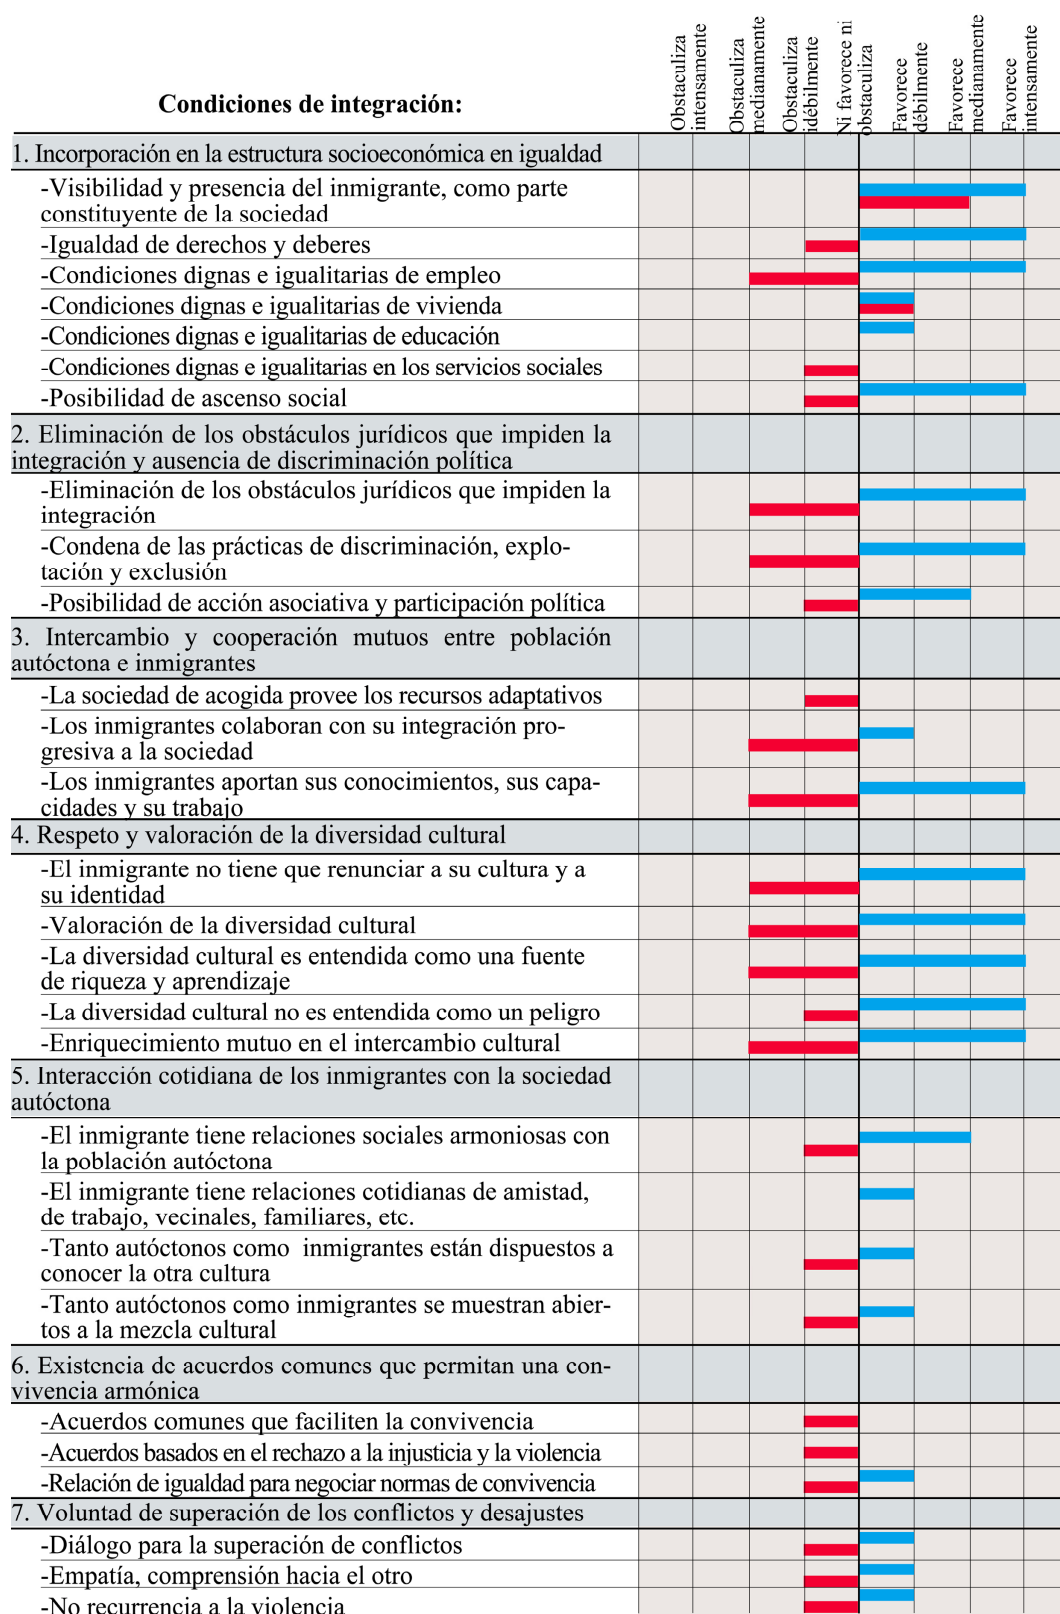 Obstaculiza
intensamente
Obstaculiza
medianamente
Obstaculiza
idébilmente
Ni favorece ni
obstaculiza
Favorece
débilmente
Favorece
medianamente
Favorece
intensamente
Condiciones de integración:
1. Incorporación en la estructura socioeconómica en igualdad
-Visibilidad y presencia del inmigrante, como parte
constituyente de la sociedad
-Igualdad de derechos y deberes
-Condiciones dignas e igualitarias de empleo
-Condiciones dignas e igualitarias de vivienda
-Condiciones dignas e igualitarias de educación
-Condiciones dignas e igualitarias en los servicios sociales
-Posibilidad de ascenso social
2. Eliminación de los obstáculos jurídicos que impiden la
integración y ausencia de discriminación política
-Eliminación de los obstáculos jurídicos que impiden la
integración
-Condena de las prácticas de discriminación, explo-
tación y exclusión
-Posibilidad de acción asociativa y participación política
3. Intercambio y cooperación mutuos entre población
autóctona e inmigrantes
-La sociedad de acogida provee los recursos adaptativos
-Los inmigrantes colaboran con su integración pro-
gresiva a la sociedad
-Los inmigrantes aportan sus conocimientos, sus capa-
cidades y su trabajo
4. Respeto y valoración de la diversidad cultural
-El inmigrante no tiene que renunciar a su cultura y a
su identidad
-Valoración de la diversidad cultural
-La diversidad cultural es entendida como una fuente
de riqueza y aprendizaje
-La diversidad cultural no es entendida como un peligro
-Enriquecimiento mutuo en el intercambio cultural
5. Interacción cotidiana de los inmigrantes con la sociedad
autóctona
-El inmigrante tiene relaciones sociales armoniosas con
la población autóctona
-El inmigrante tiene relaciones cotidianas de amistad,
de trabajo, vecinales, familiares, etc.
-Tanto autóctonos como inmigrantes están dispuestos a
conocer la otra cultura
-Tanto autóctonos como inmigrantes se muestran abier-
tos a la mezcla cultural
6. Existencia de acuerdos comunes que permitan una con-
vivencia armónica
-Acuerdos comunes que faciliten la convivencia
-Acuerdos basados en el rechazo a la injusticia y la violencia
-Relación de igualdad para negociar normas de convivencia
7. Voluntad de superación de los conflictos y desajustes
-Diálogo para la superación de conflictos
-Empatía, comprensión hacia el otro
-No recurrencia a la violencia